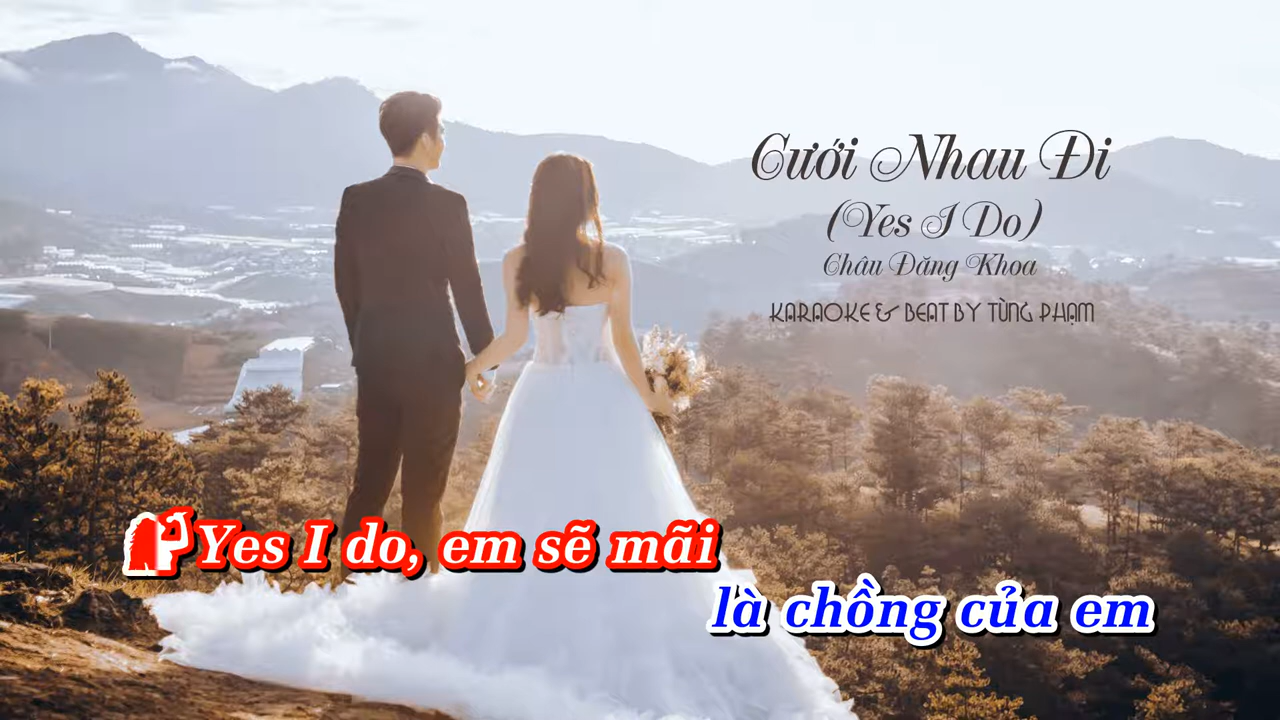 Cưới Nhau Đi
(Yes I Do)
Châu Đăng Khoa
KARAOKE & BEAT BY TÙNG PHẠM
Yes I do, em sẽ mãi
là chồng của em